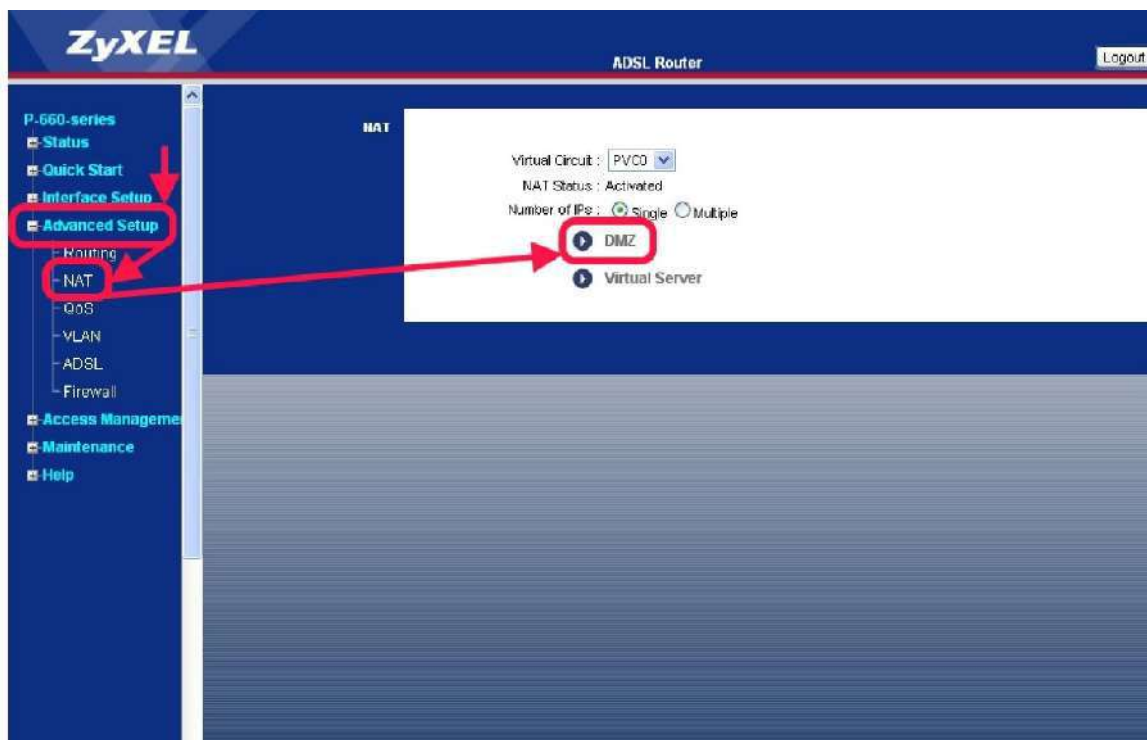 ZyXEL
ADSL Router
Logout
P-660-series
Status
Quick Start
Interface Setup
Advanced Setup
Routing
NAT
QoS
VLAN
ADSL
Firewall
Access Manageme
Maintenance
Help
NAT
Virtual Circuit : PVC0
NAT Status : Activated
Number of IPs : Single Multiple
DMZ
Virtual Server